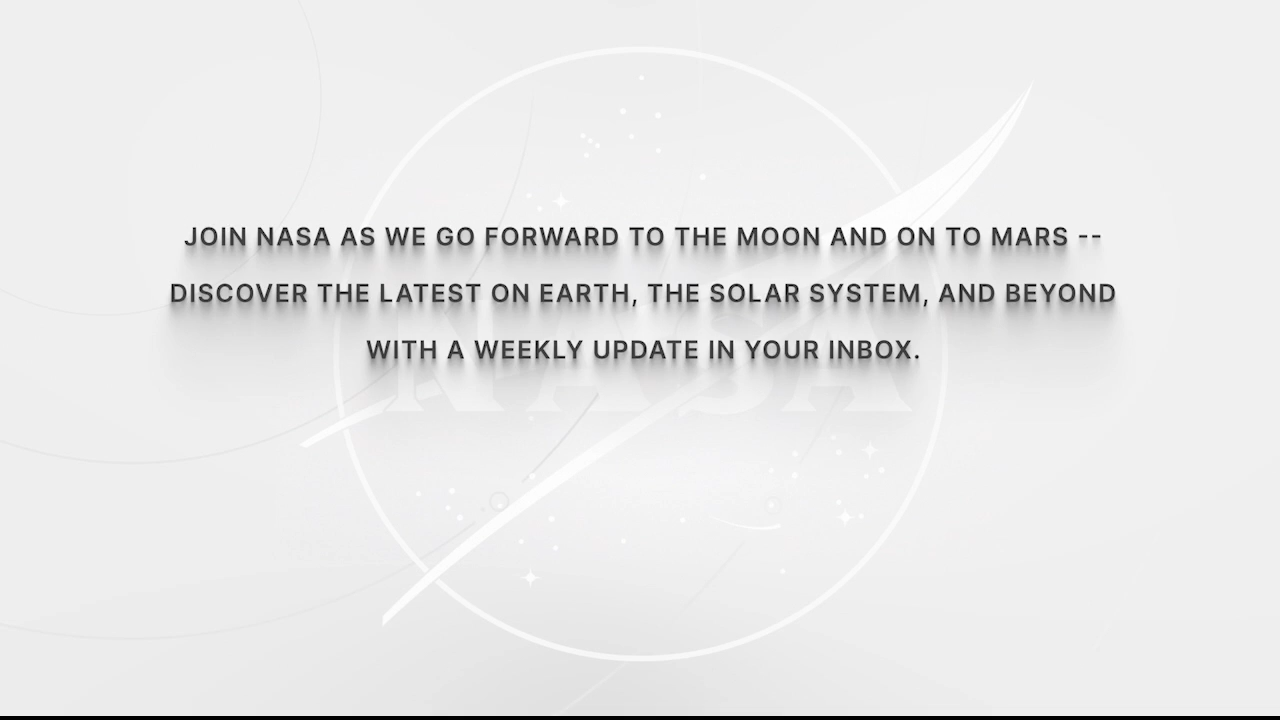 JOIN NASA AS WE GO FORWARD TO THE MOON AND ON TO MARS --
DISCOVER THE LATEST ON EARTH, THE SOLAR SYSTEM, AND BEYOND
WITH A WEEKLY UPDATE IN YOUR INBOX.
NASA